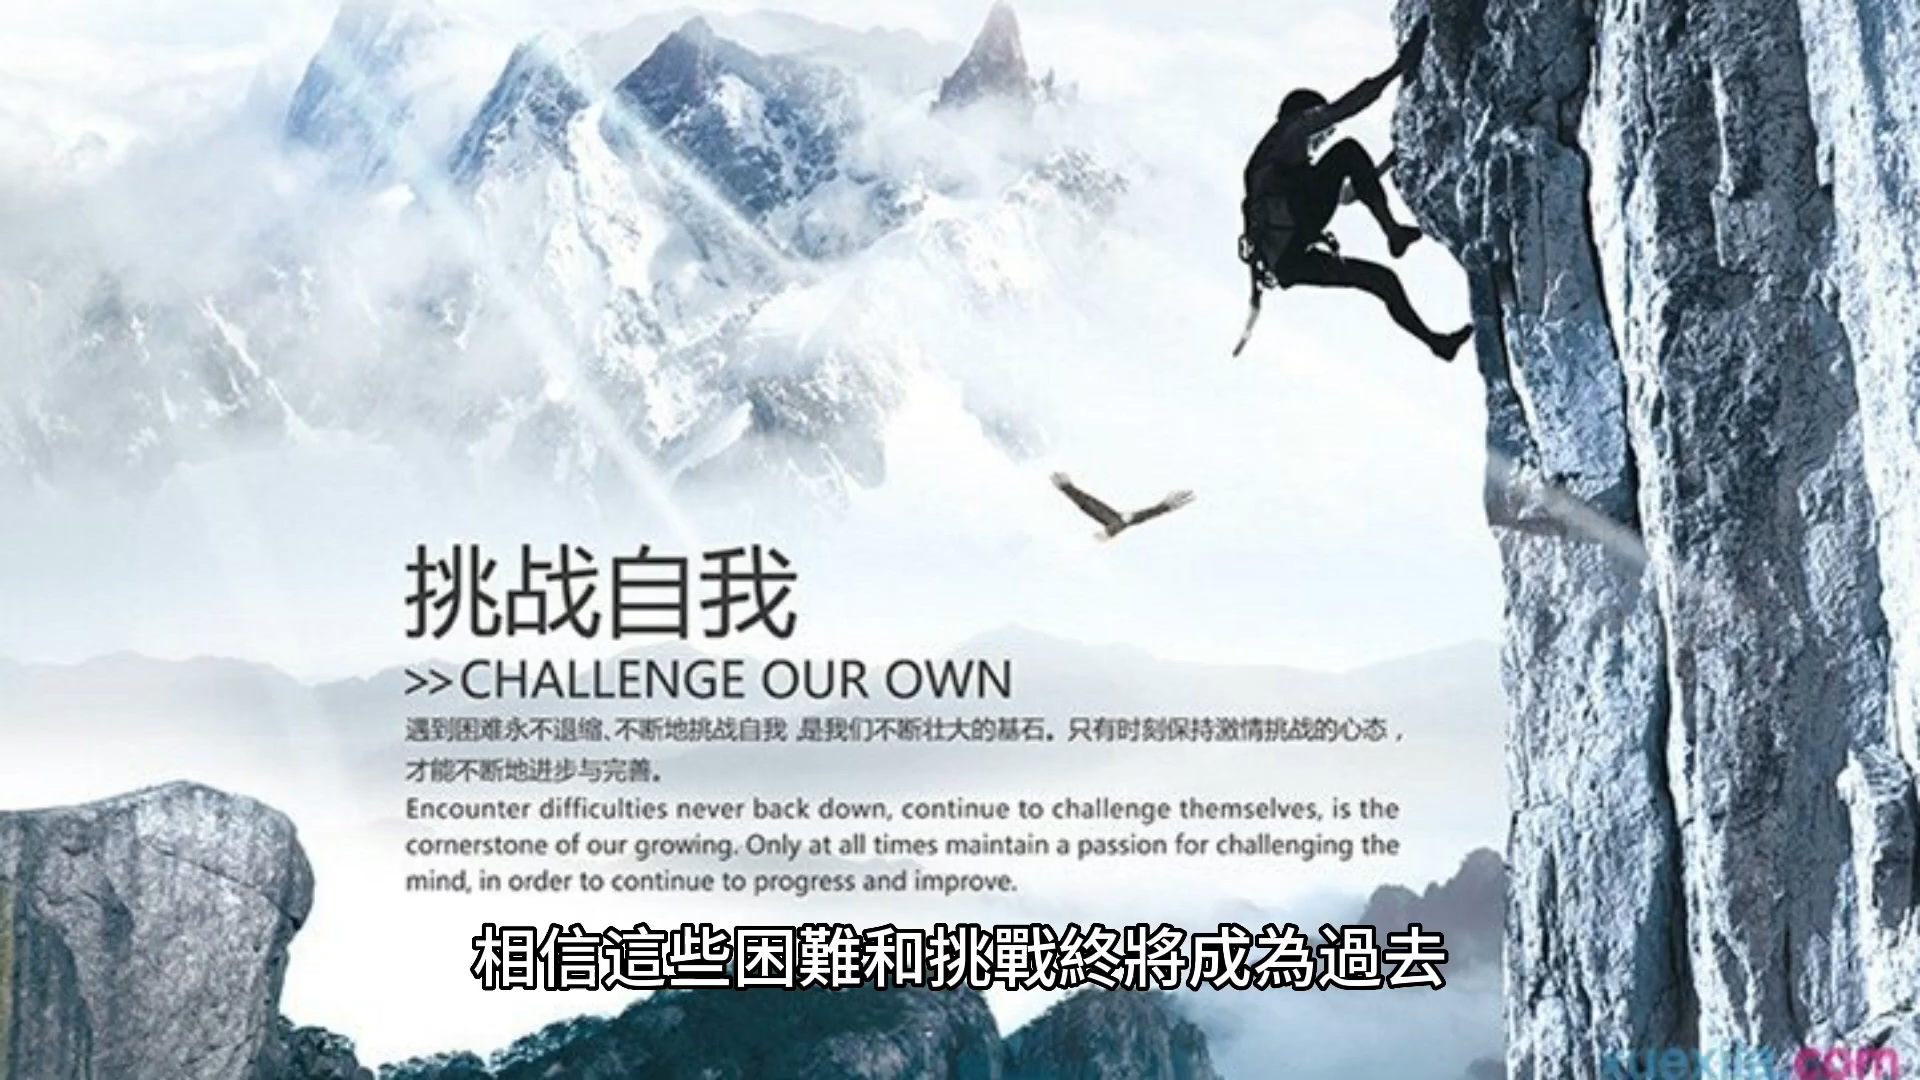 挑战自我
>>CHALLENGE OUR OWN
遇到困难永不退缩、不断地挑战自我,是我们不断壮大的基石。只有时刻保持激情挑战的心态,
才能不断地进步与完善。
Encounter difficulties never back down, continue to challenge themselves, is the
cornerstone of our growing. Only at all times maintain a passion for challenging the
mind, in order to continue to progress and improve.
相信這些困難和挑戰終將成為過去
xuexila.com